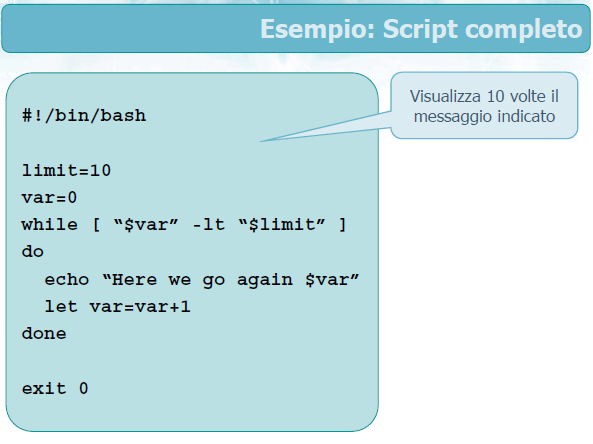 Esempio: Script completo
Visualizza 10 volte il
messaggio indicato
#!/bin/bash
limit=10
var=0
while [ “$var” -lt “$limit” ]
do
echo “Here we go again $var”
let var=var+1
done
exit 0